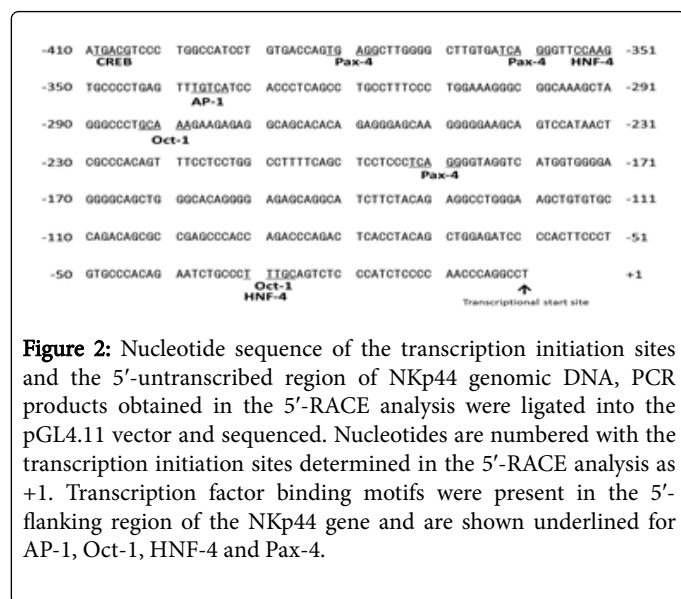 -410 ATGACGTCCC TGGCCATCCT GTGACCAGTG AGGCTTGGGG CTTGTGATCA GGGTTCCAAG -351
CREB Pax-4 Pax-4 HNF-4
-350 TGCCCCTGAG TTTGTCATCC ACCCTCAGCC TGCCTTTCCC TGGAAAGGGC GGCAAAGCTA -291
AP-1
-290 GGGCCCTGCA AAGAAGAGAG GCAGCACACA GAGGGAGCAA GGGGGAAGCA GTCCATAACT -231
Oct-1
-230 CGCCCACAGT TTCCTCCTGG CCTTTTCAGC TCCTCCCTCA GGGGTAGGTC ATGGTGGGGA -171
Pax-4
-170 GGGGCAGCTG GGCACAGGGG AGAGCAGGCA TCTTCTACAG AGGCCTGGGA AGCTGTGTGC -111
-110 CAGACAGCGC CGAGCCCACC AGACCCAGAC TCACCTACAG CTGGAGATCC CCACTTCCCT -51
-50 GTGCCCACAG AATCTGCCCT TTGCAGTCTC CCATCTCCCC AACCCAGGCCT +1
Oct-1
HNF-4
Transcriptional start site
Figure 2: Nucleotide sequence of the transcription initiation sites
and the 5′-untranscribed region of NKp44 genomic DNA, PCR
products obtained in the 5′-RACE analysis were ligated into the
pGL4.11 vector and sequenced. Nucleotides are numbered with the
transcription initiation sites determined in the 5′-RACE analysis as
+1. Transcription factor binding motifs were present in the 5′-
flanking region of the NKp44 gene and are shown underlined for
AP-1, Oct-1, HNF-4 and Pax-4.